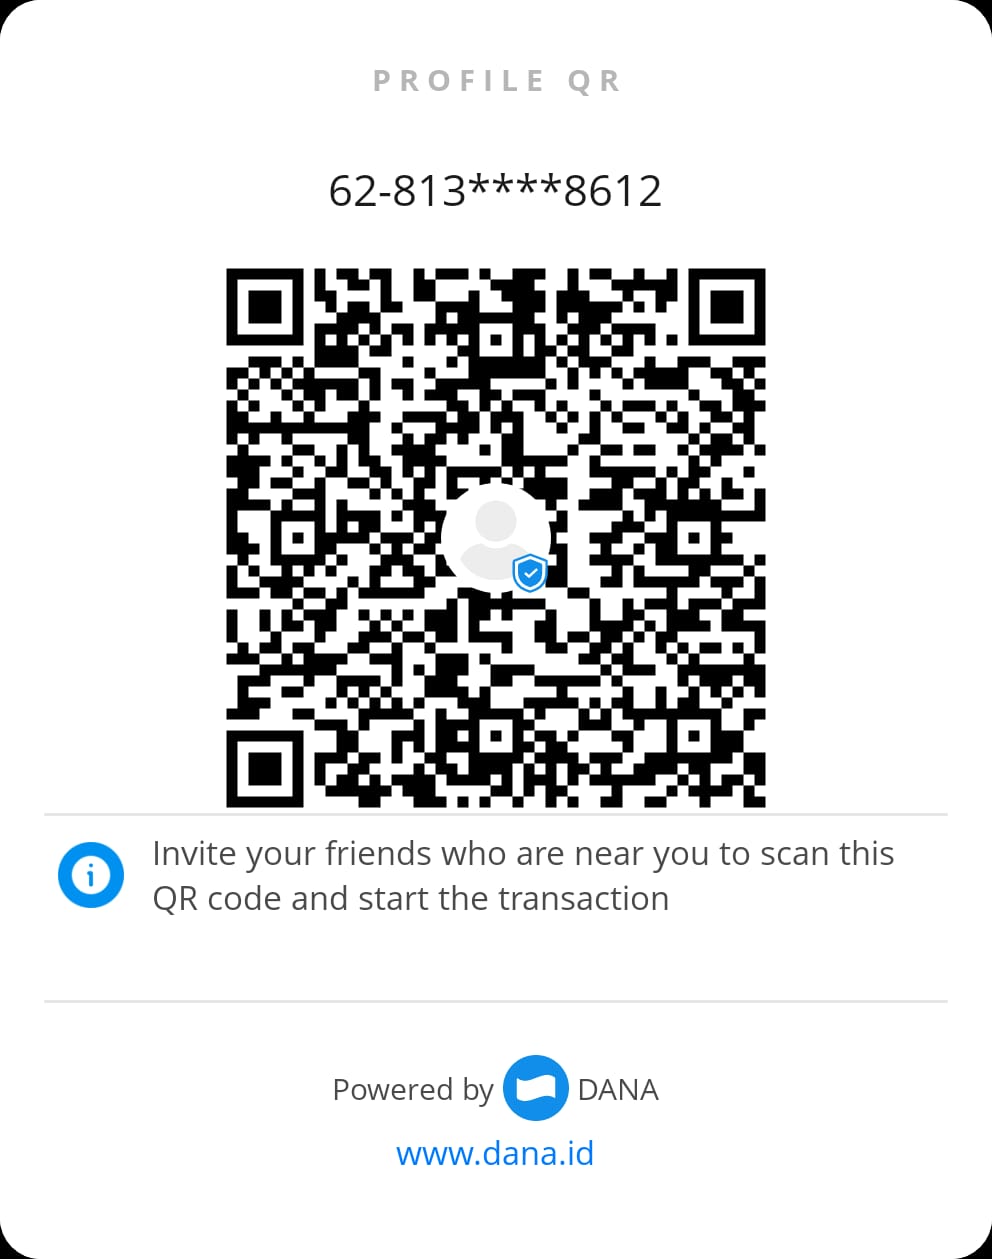 PROFILE QR
62-813****8612
Invite your friends who are near you to scan this
QR code and start the transaction
Powered by DANA
www.dana.id